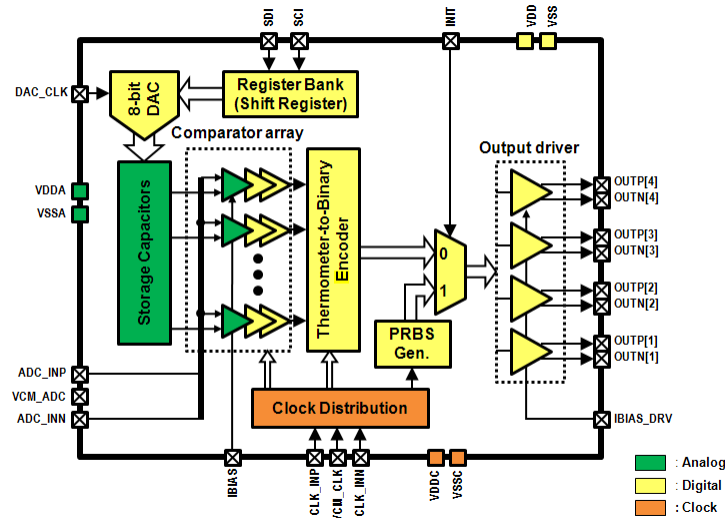 SDI
SCI
INIT
VDD
VSS
DAC_CLK
8-bit
DAC
Register Bank
(Shift Register)
Comparator array
Output driver
VDDA
VSSA
Storage Capacitors
Thermometer-to-Binary
Encoder
0
1
PRBS
Gen.
OUTP[4]
OUTN[4]
OUTP[3]
OUTN[3]
OUTP[2]
OUTN[2]
OUTP[1]
OUTN[1]
ADC_INP
VCM_ADC
ADC_INN
Clock Distribution
IBIAS_DRV
IBIAS
CLK_INP
VCM_CLK
CLK_INN
VDDC
VSSC
: Analog
: Digital
: Clock